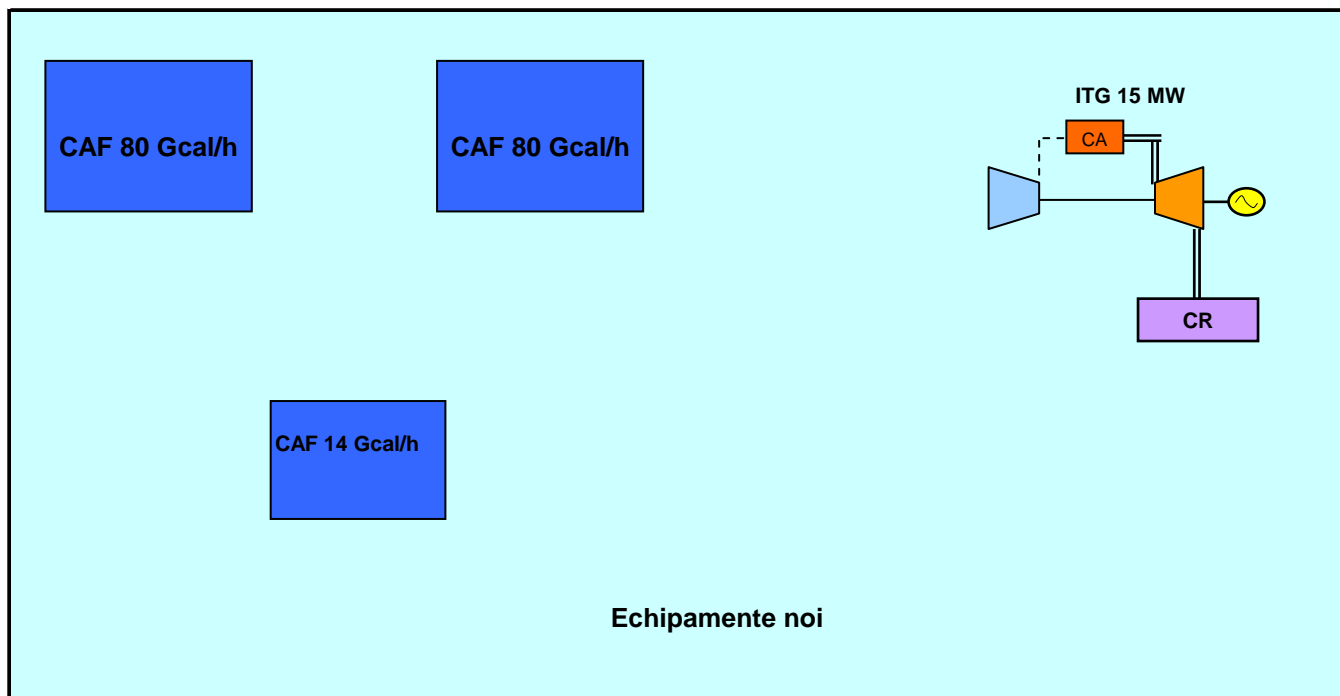 CAF 80 Gcal/h
CAF 80 Gcal/h
ITG 15 MW
CA
CR
CAF 14 Gcal/h
Echipamente noi